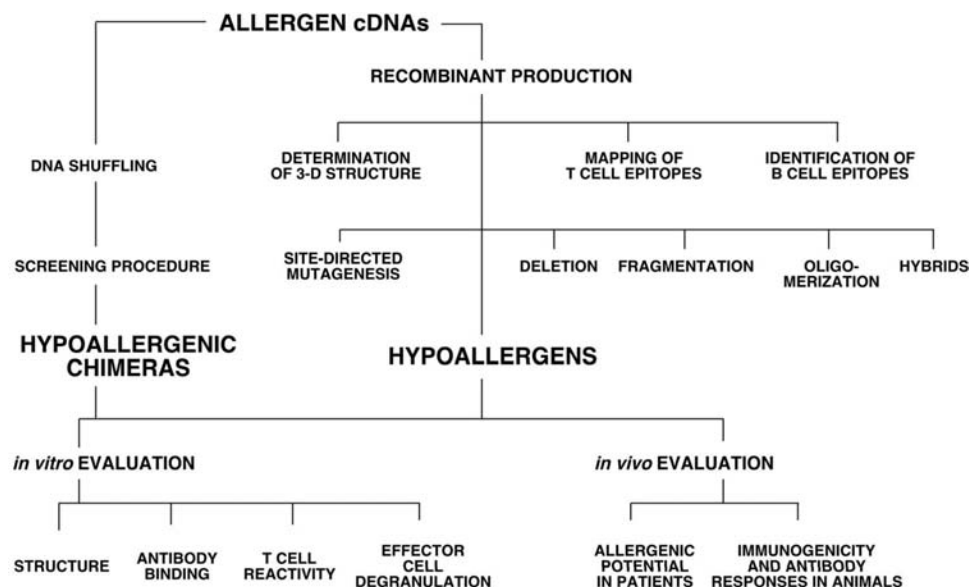 ALLERGEN cDNAs
RECOMBINANT PRODUCTION
DNA SHUFFLING
DETERMINATION
OF 3-D STRUCTURE
MAPPING OF
T CELL EPITOPES
IDENTIFICATION OF
B CELL EPITOPES
SCREENING PROCEDURE
SITE-DIRECTED
MUTAGENESIS
DELETION
FRAGMENTATION
OLIGO-
MERIZATION
HYBRIDS
HYPOALLERGENIC
CHIMERAS
HYPOALLERGENS
in vitro EVALUATION
in vivo EVALUATION
STRUCTURE
ANTIBODY
BINDING
T CELL
REACTIVITY
EFFECTOR
CELL
DEGRANULATION
ALLERGENIC
POTENTIAL
IN PATIENTS
IMMUNOGENICITY
AND ANTIBODY
RESPONSES IN ANIMALS